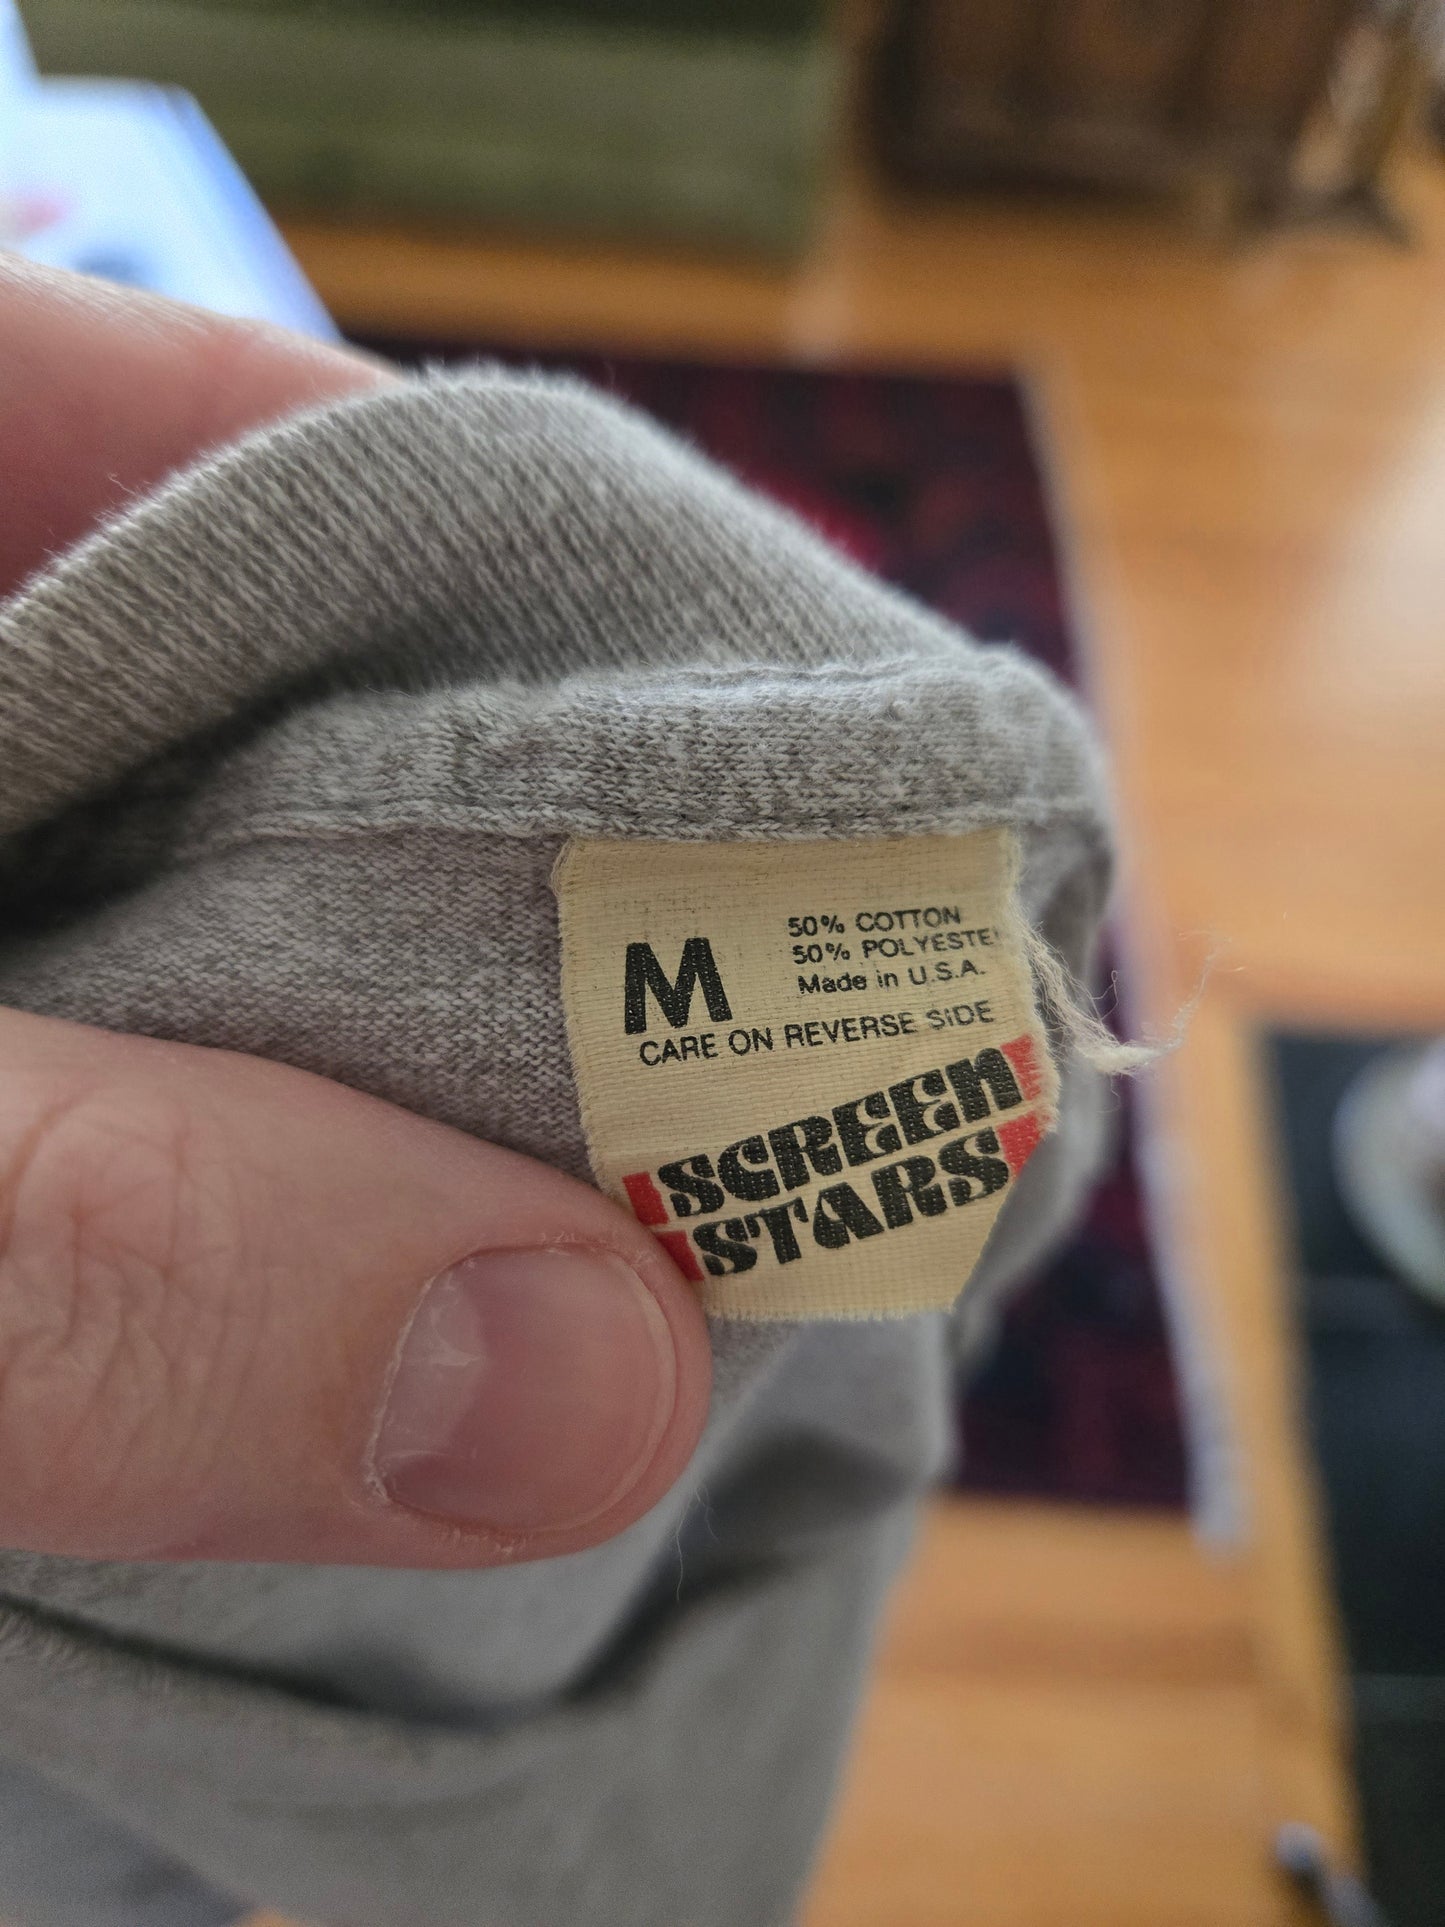 M
50% COTTON
50% POLYESTE
Made in U.S.A.
CARE ON REVERSE SIDE
SCREEN
STARS